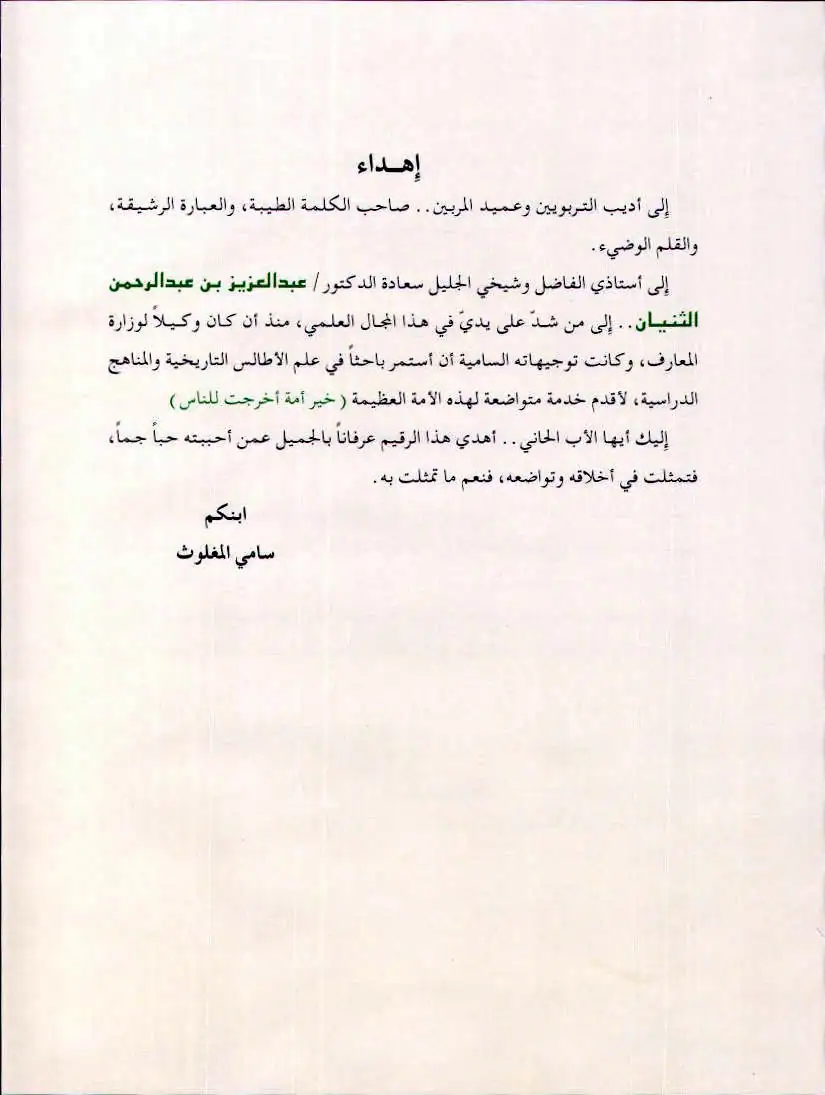 إهـداء
إلى أديب التربويين وعميد المربين.. صاحب الكلمة الطيبة، والعبارة الرشيقة،
والقلم الوضيء.
إلى أستاذي الفاضل وشيخي الجليل سعادة الدكتور/ عبدالعزيز بن عبدالرحمن
الثنيان.. إلى من شدّ على يديّ في هذا المجال العلمي، منذ أن كان وكيلاً لوزارة
المعارف، وكانت توجيهاته السامية أن أستمر باحثاً في علم الأطالس التاريخية والمناهج
الدراسية، لأقدم خدمة متواضعة لهذه الأمة العظيمة (خير أمة أخرجت للناس)
إليك أيها الأب الحاني.. أهدي هذا الرقيم عرفاناً بالجميل عمن أحببته حباً جماً،
فتمثلت في أخلاقه وتواضعه، فنعم ما تمثلت به.
ابنكم
سامي المغلوث